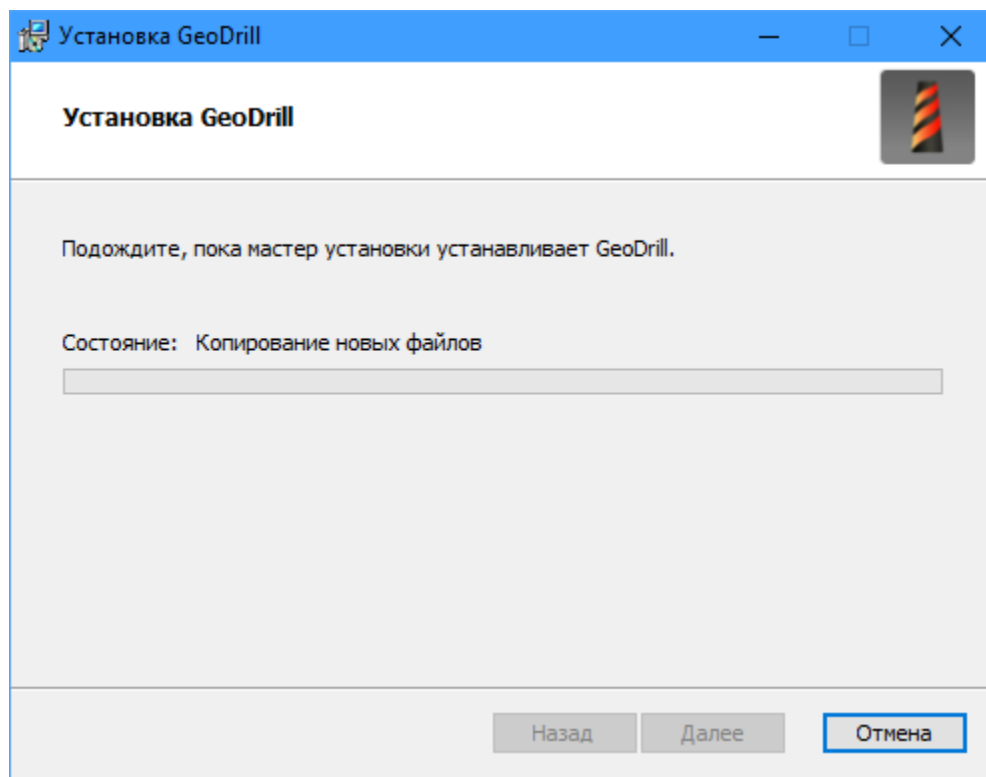 Установка GeoDrill
Установка GeoDrill
Подождите, пока мастер установки устанавливает GeoDrill.
Состояние: Копирование новых файлов
Назад Далее Отмена